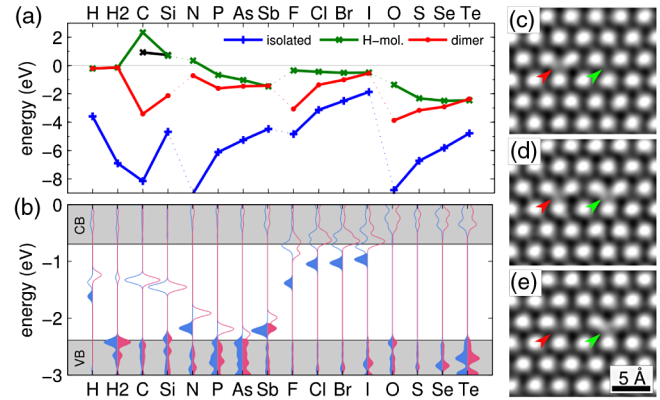 (a)
H H2 C Si N P As Sb F Cl Br I O S Se Te
isolated H-mol. dimer
energy (eV)
2
0
−2
−4
−6
−8
(b)
energy (eV)
0
−1
−2
−3
CB
VB
H H2 C Si N P As Sb F Cl Br I O S Se Te
(c)
(d)
(e)
5 Å